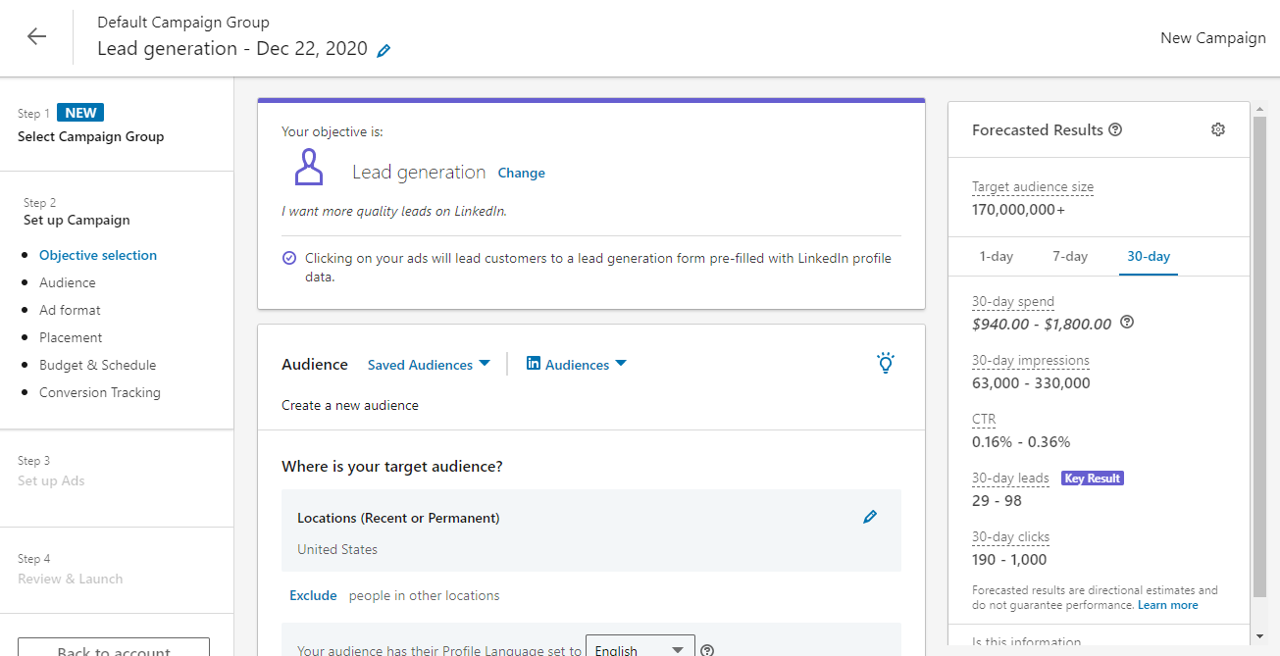 Default Campaign Group
Lead generation - Dec 22, 2020
New Campaign
Step 1 NEW
Select Campaign Group
Step 2
Set up Campaign
Objective selection
Audience
Ad format
Placement
Budget & Schedule
Conversion Tracking
Step 3
Set up Ads
Step 4
Review & Launch
Back to account
Your objective is:
Lead generation Change
I want more quality leads on LinkedIn.
Clicking on your ads will lead customers to a lead generation form pre-filled with LinkedIn profile
data.
Audience Saved Audiences in Audiences
Create a new audience
Where is your target audience?
Locations (Recent or Permanent)
United States
Exclude people in other locations
Your audience has their Profile Language set to English
Forecasted Results
Target audience size
170,000,000+
1-day 7-day 30-day
30-day spend
$940.00 - $1,800.00
30-day impressions
63,000 - 330,000
CTR
0.16% - 0.36%
30-day leads Key Result
29 - 98
30-day clicks
190 - 1,000
Forecasted results are directional estimates and
do not guarantee performance. Learn more
Is this information